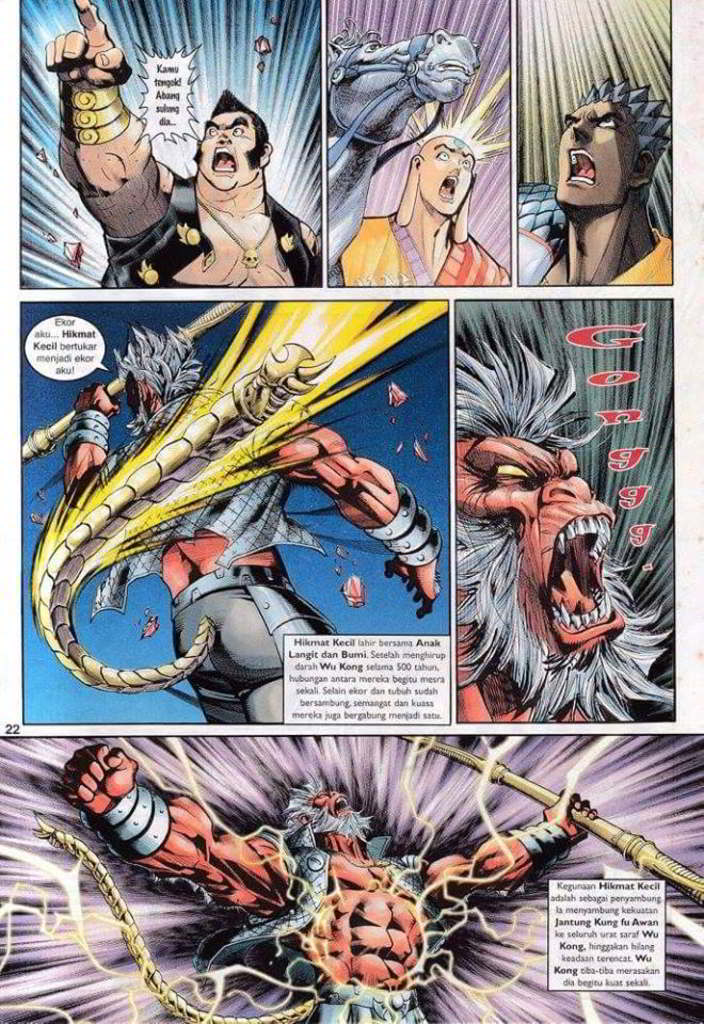 Kamu
tengok!
Abang
sulung
dia...
Ekor
aku... Hikmat
Kecil bertukar
menjadi ekor
aku!
Gonggg.
Hikmat Kecil lahir bersama Anak
Langit dan Bumi. Setelah menghirup
darah Wu Kong selama 500 tahun,
hubungan antara mereka begitu mesra
sekali. Selain ekor dan tubuh sudah
bersambung, semangat dan kuasa
mereka juga bergabung menjadi satu.
22
Kegunaan Hikmat Kecil
adalah sebagai penyambung.
Ia menyambung kekuatan
Jantung Kung fu Awan
ke seluruh urat saraf Wu
Kong, hinggakan hilang
keadaan terencat. Wu
Kong tiba-tiba merasakan
dia begitu kuat sekali.